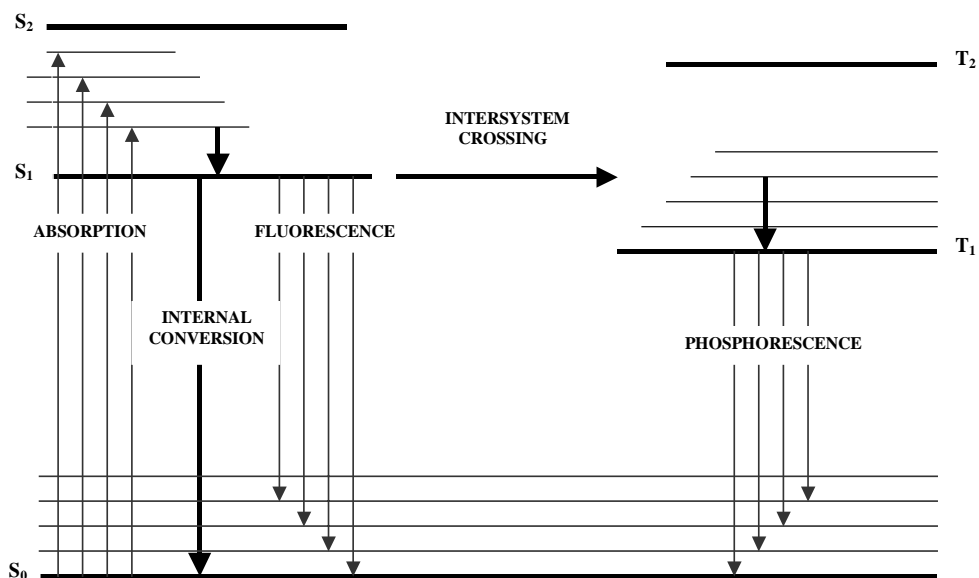 S₂
T₂
INTERSYSTEM
CROSSING
S₁
ABSORPTION
FLUORESCENCE
T₁
INTERNAL
CONVERSION
PHOSPHORESCENCE
S₀